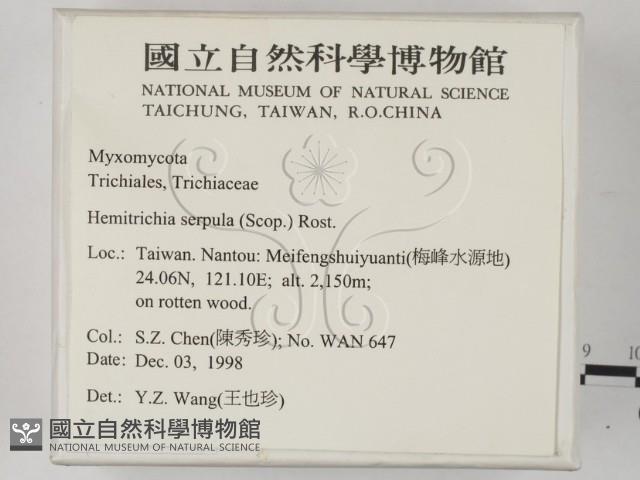 國立自然科學博物館
NATIONAL MUSEUM OF NATURAL SCIENCE
TAICHUNG, TAIWAN, R.O.CHINA
Myxomycota
Trichiales, Trichiaceae
Hemitrichia serpula (Scop.) Rost.
Loc.: Taiwan. Nantou: Meifengshuiyuanti(梅峰水源地)
24.06N, 121.10E; alt. 2,150m;
on rotten wood.
Col.: S.Z. Chen(陳秀珍); No. WAN 647
Date: Dec. 03, 1998
Det.: Y.Z. Wang(王也珍)
國立自然科學博物館
NATIONAL MUSEUM OF NATURAL SCIENCE
9 10